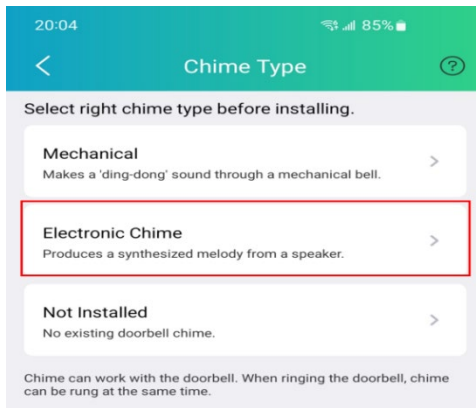 20:04 85%
Chime Type ?
Select right chime type before installing.
Mechanical
Makes a 'ding-dong' sound through a mechanical bell.
Electronic Chime
Produces a synthesized melody from a speaker.
Not Installed
No existing doorbell chime.
Chime can work with the doorbell. When ringing the doorbell, chime
can be rung at the same time.